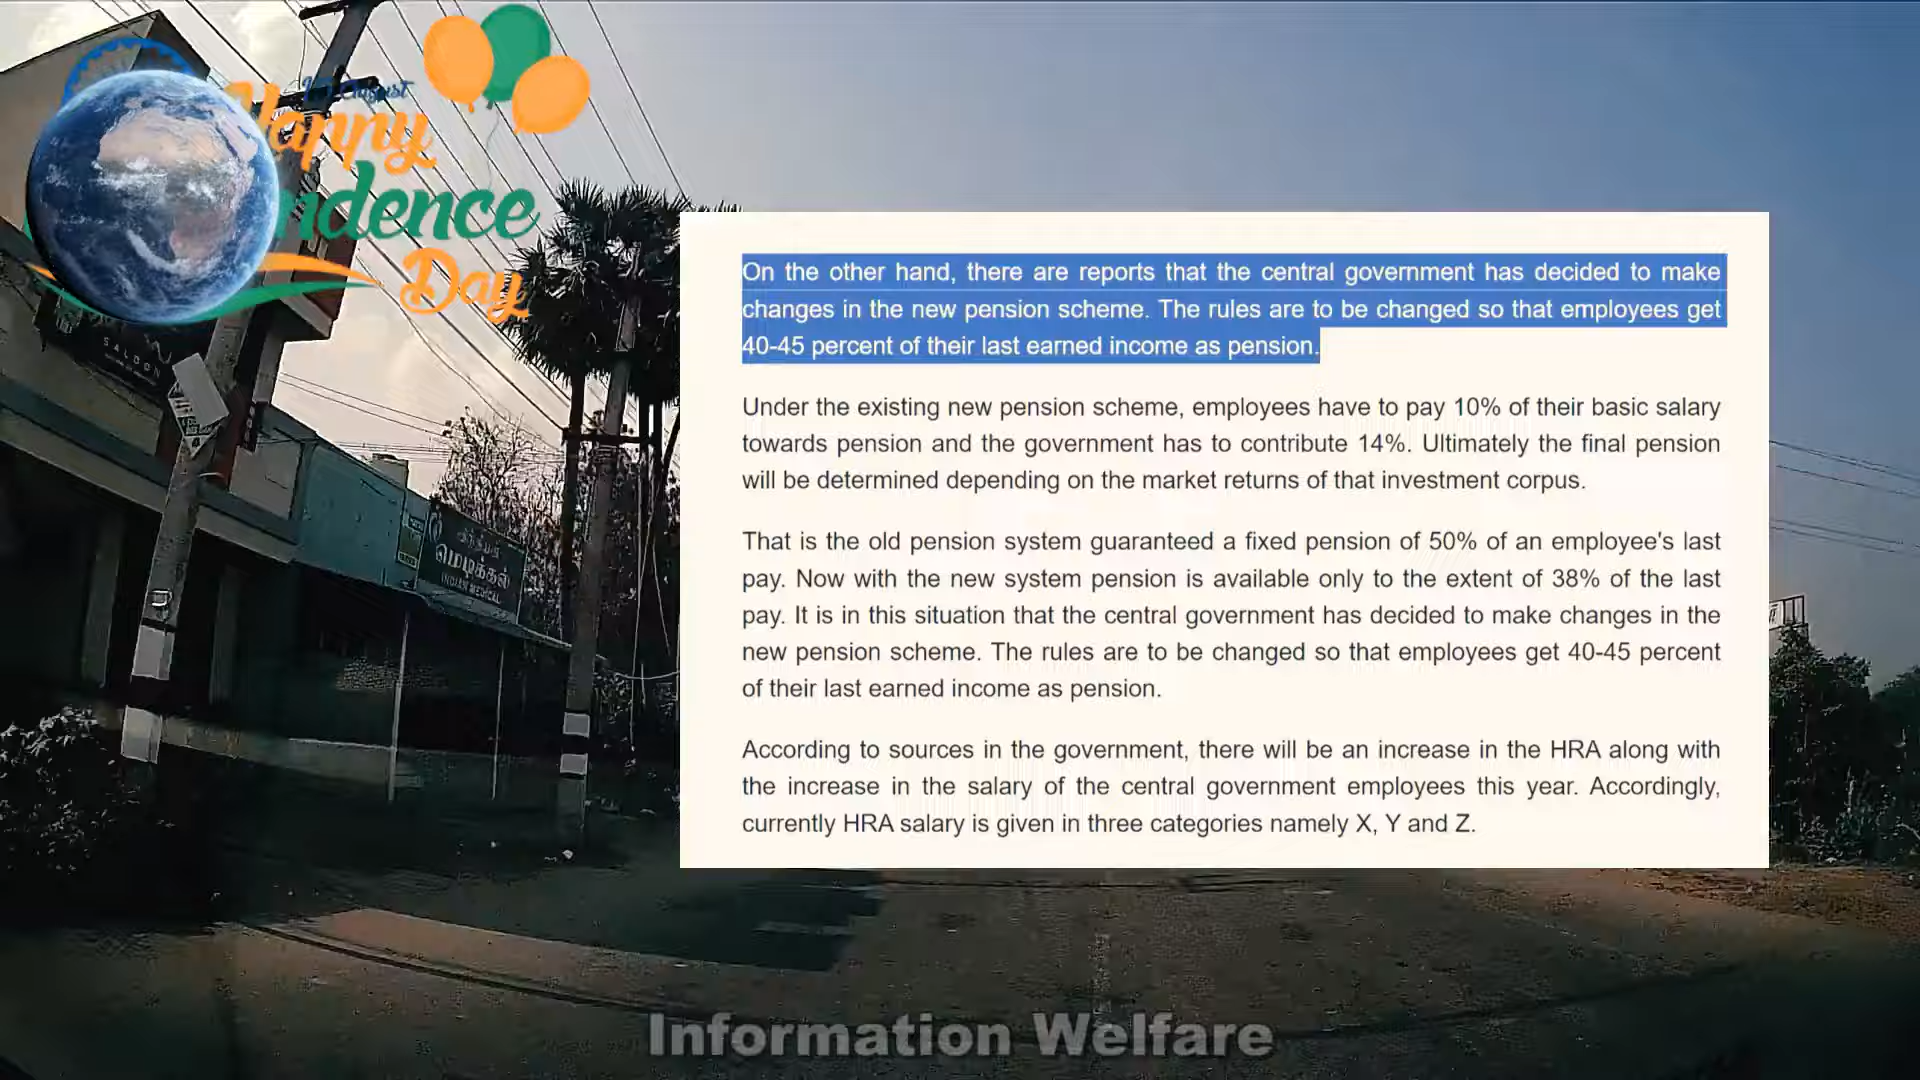 15 August
Happy
ndence
Day
SALOON
மெடிக்கல்
INDIAN MEDICAL
On the other hand, there are reports that the central government has decided to make
changes in the new pension scheme. The rules are to be changed so that employees get
40-45 percent of their last earned income as pension.
Under the existing new pension scheme, employees have to pay 10% of their basic salary
towards pension and the government has to contribute 14%. Ultimately the final pension
will be determined depending on the market returns of that investment corpus.
That is the old pension system guaranteed a fixed pension of 50% of an employee's last
pay. Now with the new system pension is available only to the extent of 38% of the last
pay. It is in this situation that the central government has decided to make changes in the
new pension scheme. The rules are to be changed so that employees get 40-45 percent
of their last earned income as pension.
According to sources in the government, there will be an increase in the HRA along with
the increase in the salary of the central government employees this year. Accordingly,
currently HRA salary is given in three categories namely X, Y and Z.
Information Welfare